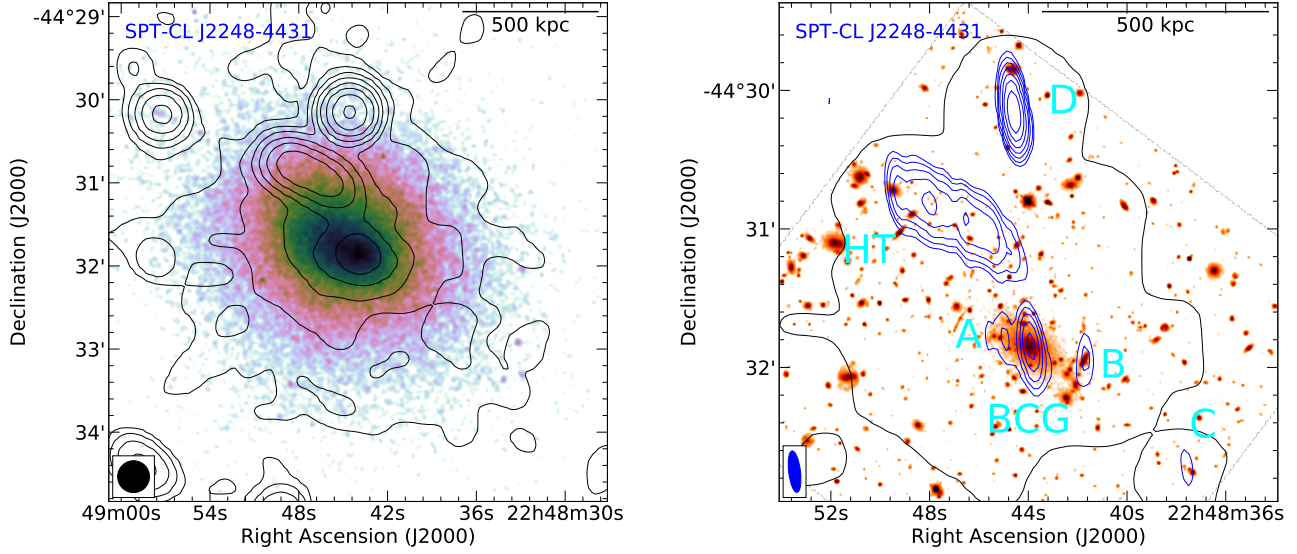 SPT-CL J2248-4431
500 kpc
-44°29'
30'
31'
32'
33'
34'
Declination (J2000)
49m00s 54s 48s 42s 36s 22h48m30s
Right Ascension (J2000)
SPT-CL J2248-4431
500 kpc
-44°30'
31'
32'
Declination (J2000)
D
HT
A
B
BCG
C
52s 48s 44s 40s 22h48m36s
Right Ascension (J2000)